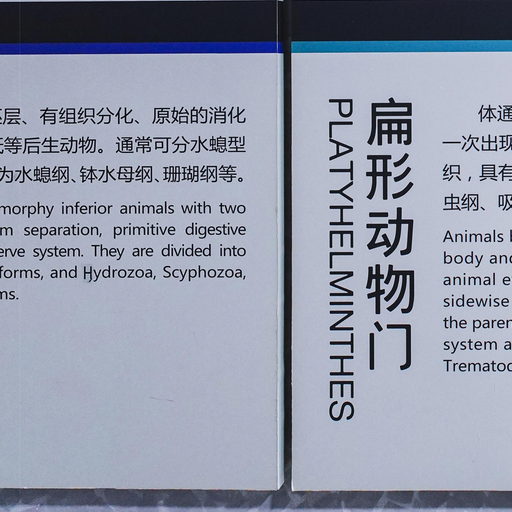 层、有组织分化、原始的消化
等后生动物。通常可分水螅型
为水螅纲、钵水母纲、珊瑚纲等。
morphy inferior animals with two
separation, primitive digestive
system. They are divided into
and Hydrozoa, Scyphozoa,
扁形动物门
PLATYHELMINTHES
体通
一次出现
织，具有
虫纲、吸
Animals
body and
animal e
sidewise
the paren
system a
Trematod